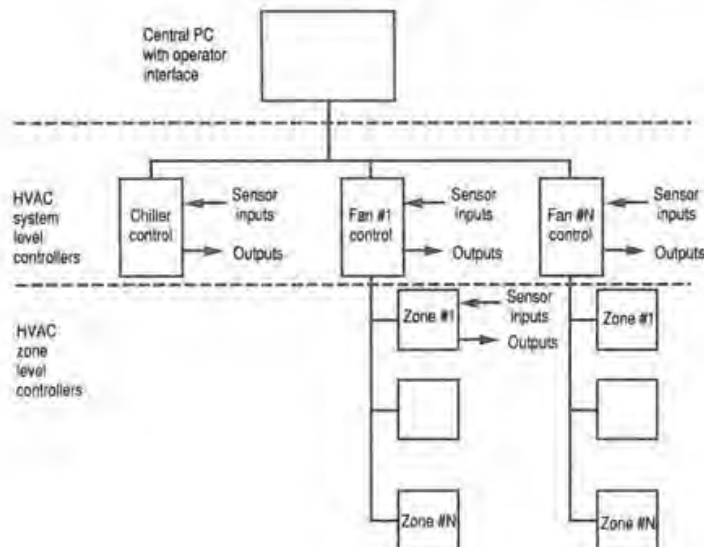 Central PC
with operator
interface
HVAC
system
level
controllers
Chiller
control
Sensor
inputs
Outputs
Fan #1
control
Sensor
inputs
Outputs
Fan #N
control
Sensor
inputs
Outputs
HVAC
zone
level
controllers
Zone #1
Sensor
inputs
Outputs
Zone #1
Zone #N
Zone #N